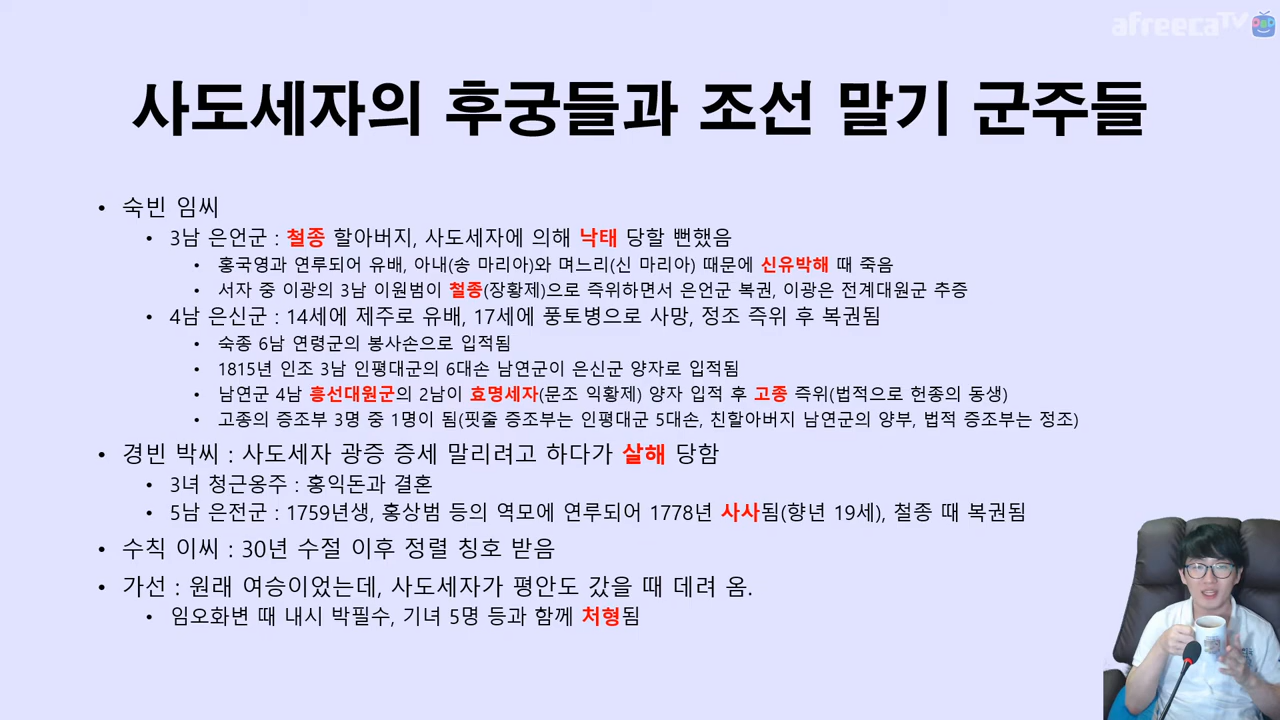 afreecaTV
사도세자의 후궁들과 조선 말기 군주들
• 숙빈 임씨
• 3남 은언군 : 철종 할아버지, 사도세자에 의해 낙태 당할 뻔했음
• 홍국영과 연루되어 유배, 아내(송 마리아)와 며느리(신 마리아) 때문에 신유박해 때 죽음
• 서자 중 이광의 3남 이원범이 철종(장황제)으로 즉위하면서 은언군 복권, 이광은 전계대원군 추증
• 4남 은신군 : 14세에 제주로 유배, 17세에 풍토병으로 사망, 정조 즉위 후 복권됨
• 숙종 6남 연령군의 봉사손으로 입적됨
• 1815년 인조 3남 인평대군의 6대손 남연군이 은신군 양자로 입적됨
• 남연군 4남 흥선대원군의 2남이 효명세자(문조 익황제) 양자 입적 후 고종 즉위(법적으로 헌종의 동생)
• 고종의 증조부 3명 중 1명이 됨(핏줄 증조부는 인평대군 5대손, 친할아버지 남연군의 양부, 법적 증조부는 정조)
• 경빈 박씨 : 사도세자 광증 증세 말리려고 하다가 살해 당함
• 3녀 청근옹주 : 홍익돈과 결혼
• 5남 은전군 : 1759년생, 홍상범 등의 역모에 연루되어 1778년 사사됨(향년 19세), 철종 때 복권됨
• 수칙 이씨 : 30년 수절 이후 정렬 칭호 받음
• 가선 : 원래 여승이었는데, 사도세자가 평안도 갔을 때 데려 옴.
• 임오화변 때 내시 박필수, 기녀 5명 등과 함께 처형됨